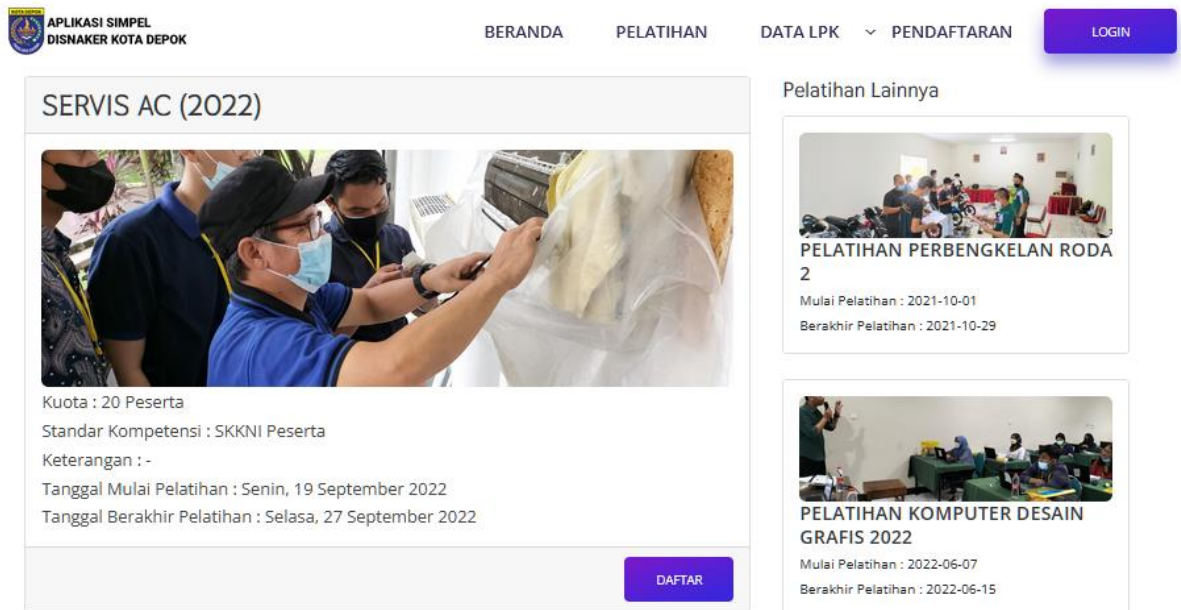 KOTA DEPOK
APLIKASI SIMPEL
DISNAKER KOTA DEPOK
BERANDA
PELATIHAN
DATA LPK
PENDAFTARAN
LOGIN
SERVIS AC (2022)
Kuota : 20 Peserta
Standar Kompetensi : SKKNI Peserta
Keterangan : -
Tanggal Mulai Pelatihan : Senin, 19 September 2022
Tanggal Berakhir Pelatihan : Selasa, 27 September 2022
DAFTAR
Pelatihan Lainnya
PELATIHAN PERBENGKELAN RODA
2
Mulai Pelatihan : 2021-10-01
Berakhir Pelatihan : 2021-10-29
PELATIHAN KOMPUTER DESAIN
GRAFIS 2022
Mulai Pelatihan : 2022-06-07
Berakhir Pelatihan : 2022-06-15